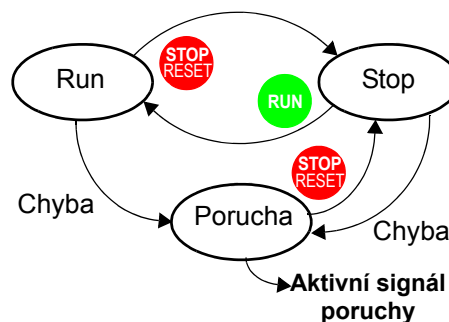 STOP
RESET
Run
Stop
RUN
STOP
RESET
Chyba
Porucha
Chyba
Aktivní signál
poruchy